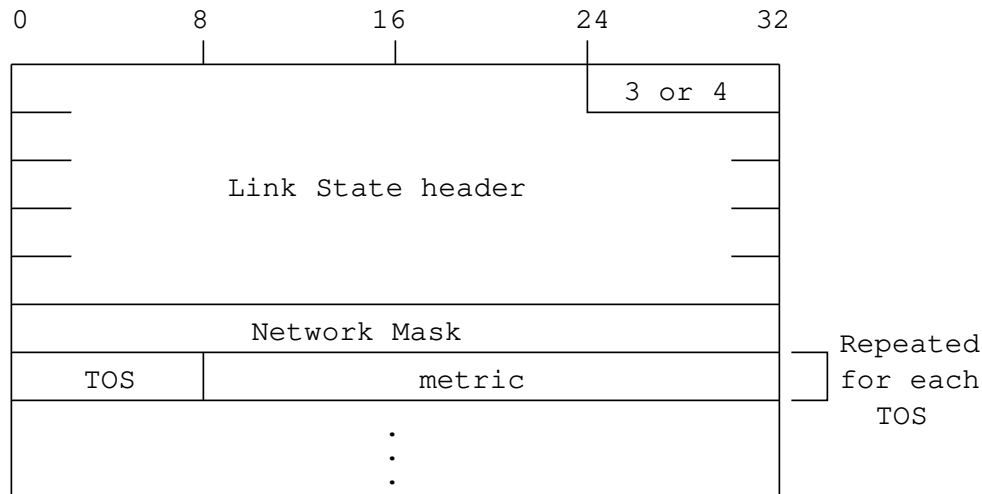 0 8 16 24 32
3 or 4
Link State header
Network Mask
TOS metric
Repeated
for each
TOS
.
.
.